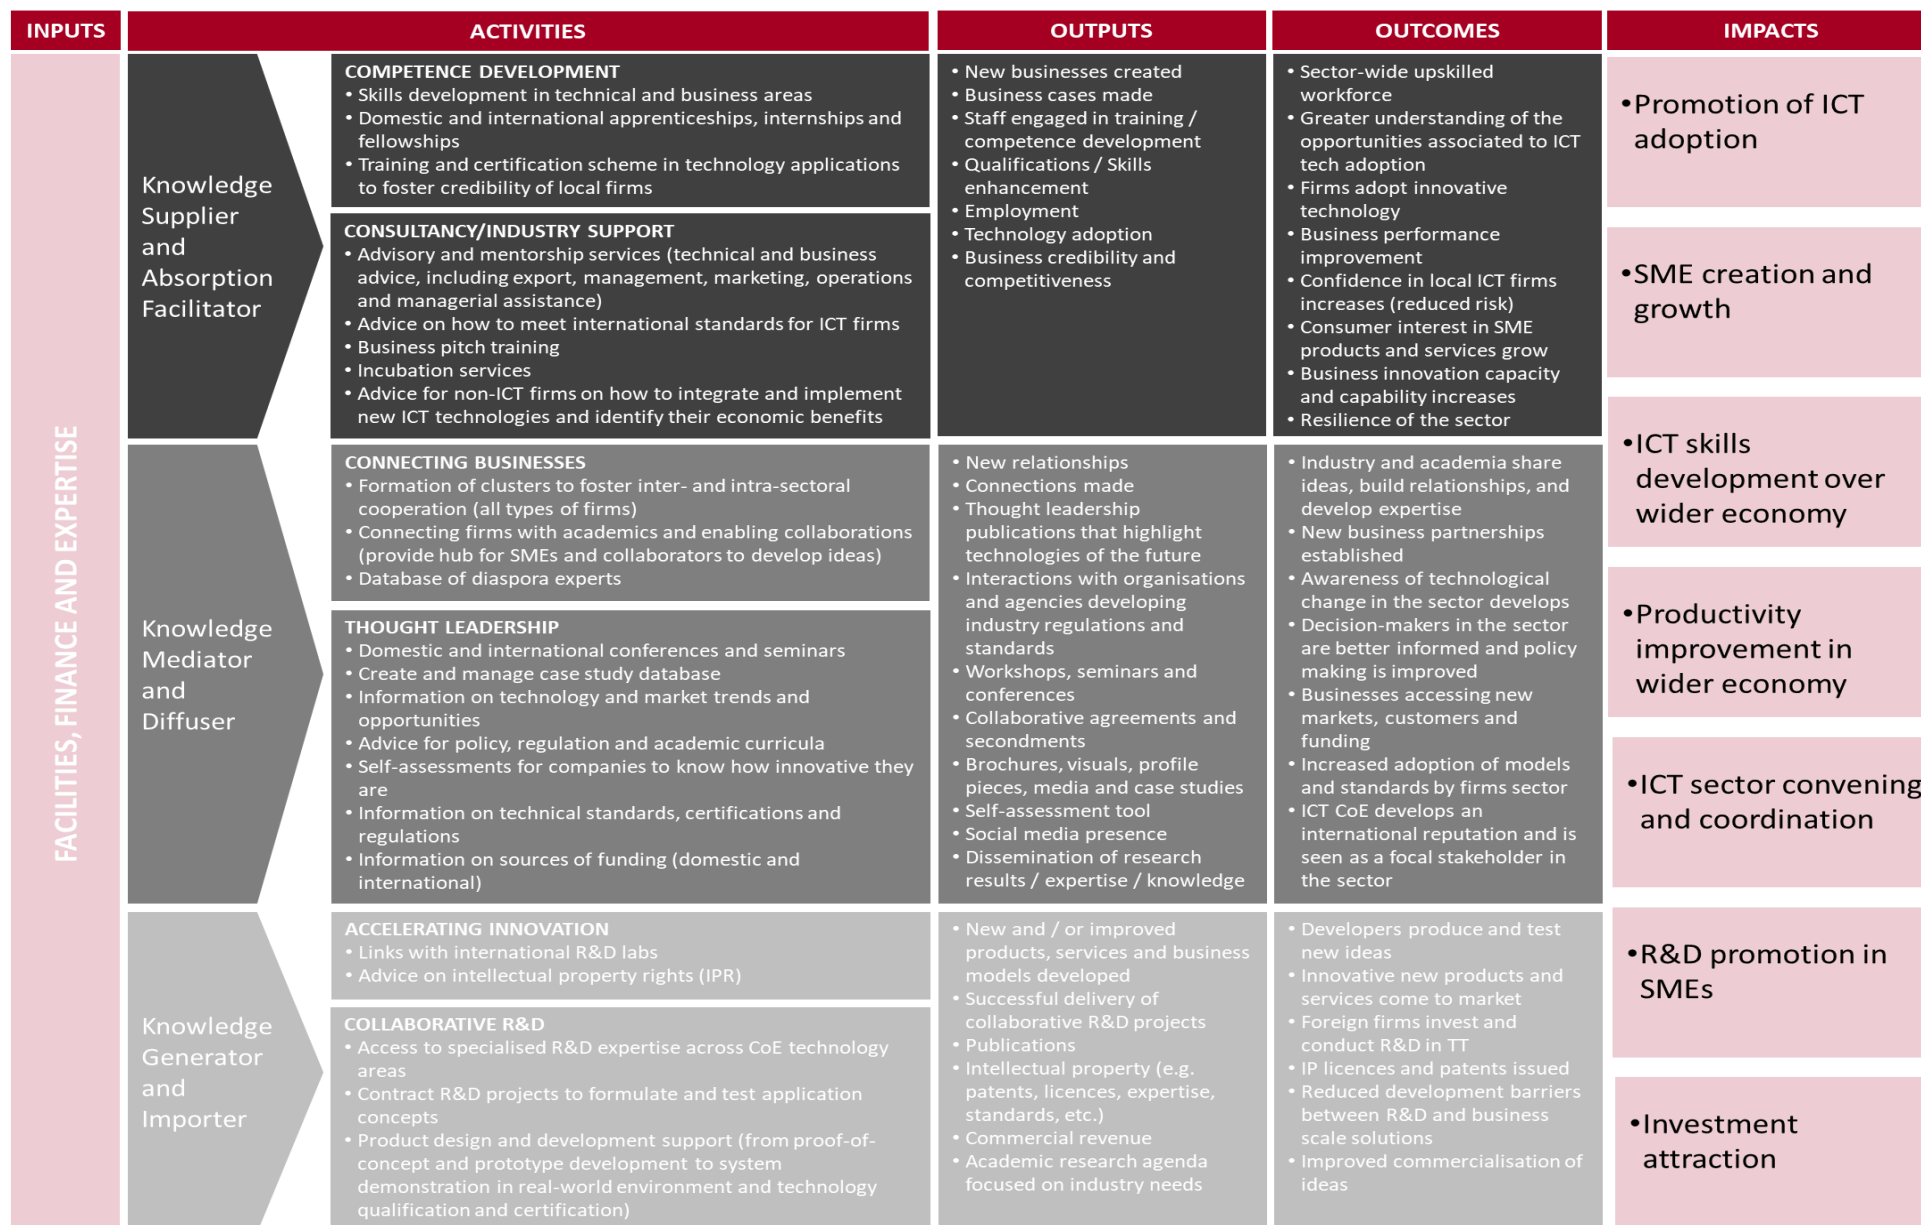 INPUTS
ACTIVITIES
OUTPUTS
OUTCOMES
IMPACTS
FACILITIES, FINANCE AND EXPERTISE
Knowledge
Supplier
and
Absorption
Facilitator
COMPETENCE DEVELOPMENT
• Skills development in technical and business areas
• Domestic and international apprenticeships, internships and
fellowships
• Training and certification scheme in technology applications
to foster credibility of local firms
CONSULTANCY/INDUSTRY SUPPORT
• Advisory and mentorship services (technical and business
advice, including export, management, marketing, operations
and managerial assistance)
• Advice on how to meet international standards for ICT firms
• Business pitch training
• Incubation services
• Advice for non-ICT firms on how to integrate and implement
new ICT technologies and identify their economic benefits
• New businesses created
• Business cases made
• Staff engaged in training /
competence development
• Qualifications / Skills
enhancement
• Employment
• Technology adoption
• Business credibility and
competitiveness
• Sector-wide upskilled
workforce
• Greater understanding of the
opportunities associated to ICT
tech adoption
• Firms adopt innovative
technology
• Business performance
improvement
• Confidence in local ICT firms
increases (reduced risk)
• Consumer interest in SME
products and services grow
• Business innovation capacity
and capability increases
• Resilience of the sector
Knowledge
Mediator
and
Diffuser
CONNECTING BUSINESSES
• Formation of clusters to foster inter- and intra-sectoral
cooperation (all types of firms)
• Connecting firms with academics and enabling collaborations
(provide hub for SMEs and collaborators to develop ideas)
• Database of diaspora experts
THOUGHT LEADERSHIP
• Domestic and international conferences and seminars
• Create and manage case study database
• Information on technology and market trends and
opportunities
• Advice for policy, regulation and academic curricula
• Self-assessments for companies to know how innovative they
are
• Information on technical standards, certifications and
regulations
• Information on sources of funding (domestic and
international)
• New relationships
• Connections made
• Thought leadership
publications that highlight
technologies of the future
• Interactions with organisations
and agencies developing
industry regulations and
standards
• Workshops, seminars and
conferences
• Collaborative agreements and
secondments
• Brochures, visuals, profile
pieces, media and case studies
• Self-assessment tool
• Social media presence
• Dissemination of research
results / expertise / knowledge
• Industry and academia share
ideas, build relationships, and
develop expertise
• New business partnerships
established
• Awareness of technological
change in the sector develops
• Decision-makers in the sector
are better informed and policy
making is improved
• Businesses accessing new
markets, customers and
funding
• Increased adoption of models
and standards by firms sector
• ICT CoE develops an
international reputation and is
seen as a focal stakeholder in
the sector
Knowledge
Generator
and
Importer
ACCELERATING INNOVATION
• Links with international R&D labs
• Advice on intellectual property rights (IPR)
COLLABORATIVE R&D
• Access to specialised R&D expertise across CoE technology
areas
• Contract R&D projects to formulate and test application
concepts
• Product design and development support (from proof-of-
concept and prototype development to system
demonstration in real-world environment and technology
qualification and certification)
• New and / or improved
products, services and business
models developed
• Successful delivery of
collaborative R&D projects
• Publications
• Intellectual property (e.g.
patents, licences, expertise,
standards, etc.)
• Commercial revenue
• Academic research agenda
focused on industry needs
• Developers produce and test
new ideas
• Innovative new products and
services come to market
• Foreign firms invest and
conduct R&D in TT
• IP licences and patents issued
• Reduced development barriers
between R&D and business
scale solutions
• Improved commercialisation of
ideas
•Promotion of ICT
adoption
•SME creation and
growth
•ICT skills
development over
wider economy
•Productivity
improvement in
wider economy
•ICT sector convening
and coordination
•R&D promotion in
SMEs
•Investment
attraction